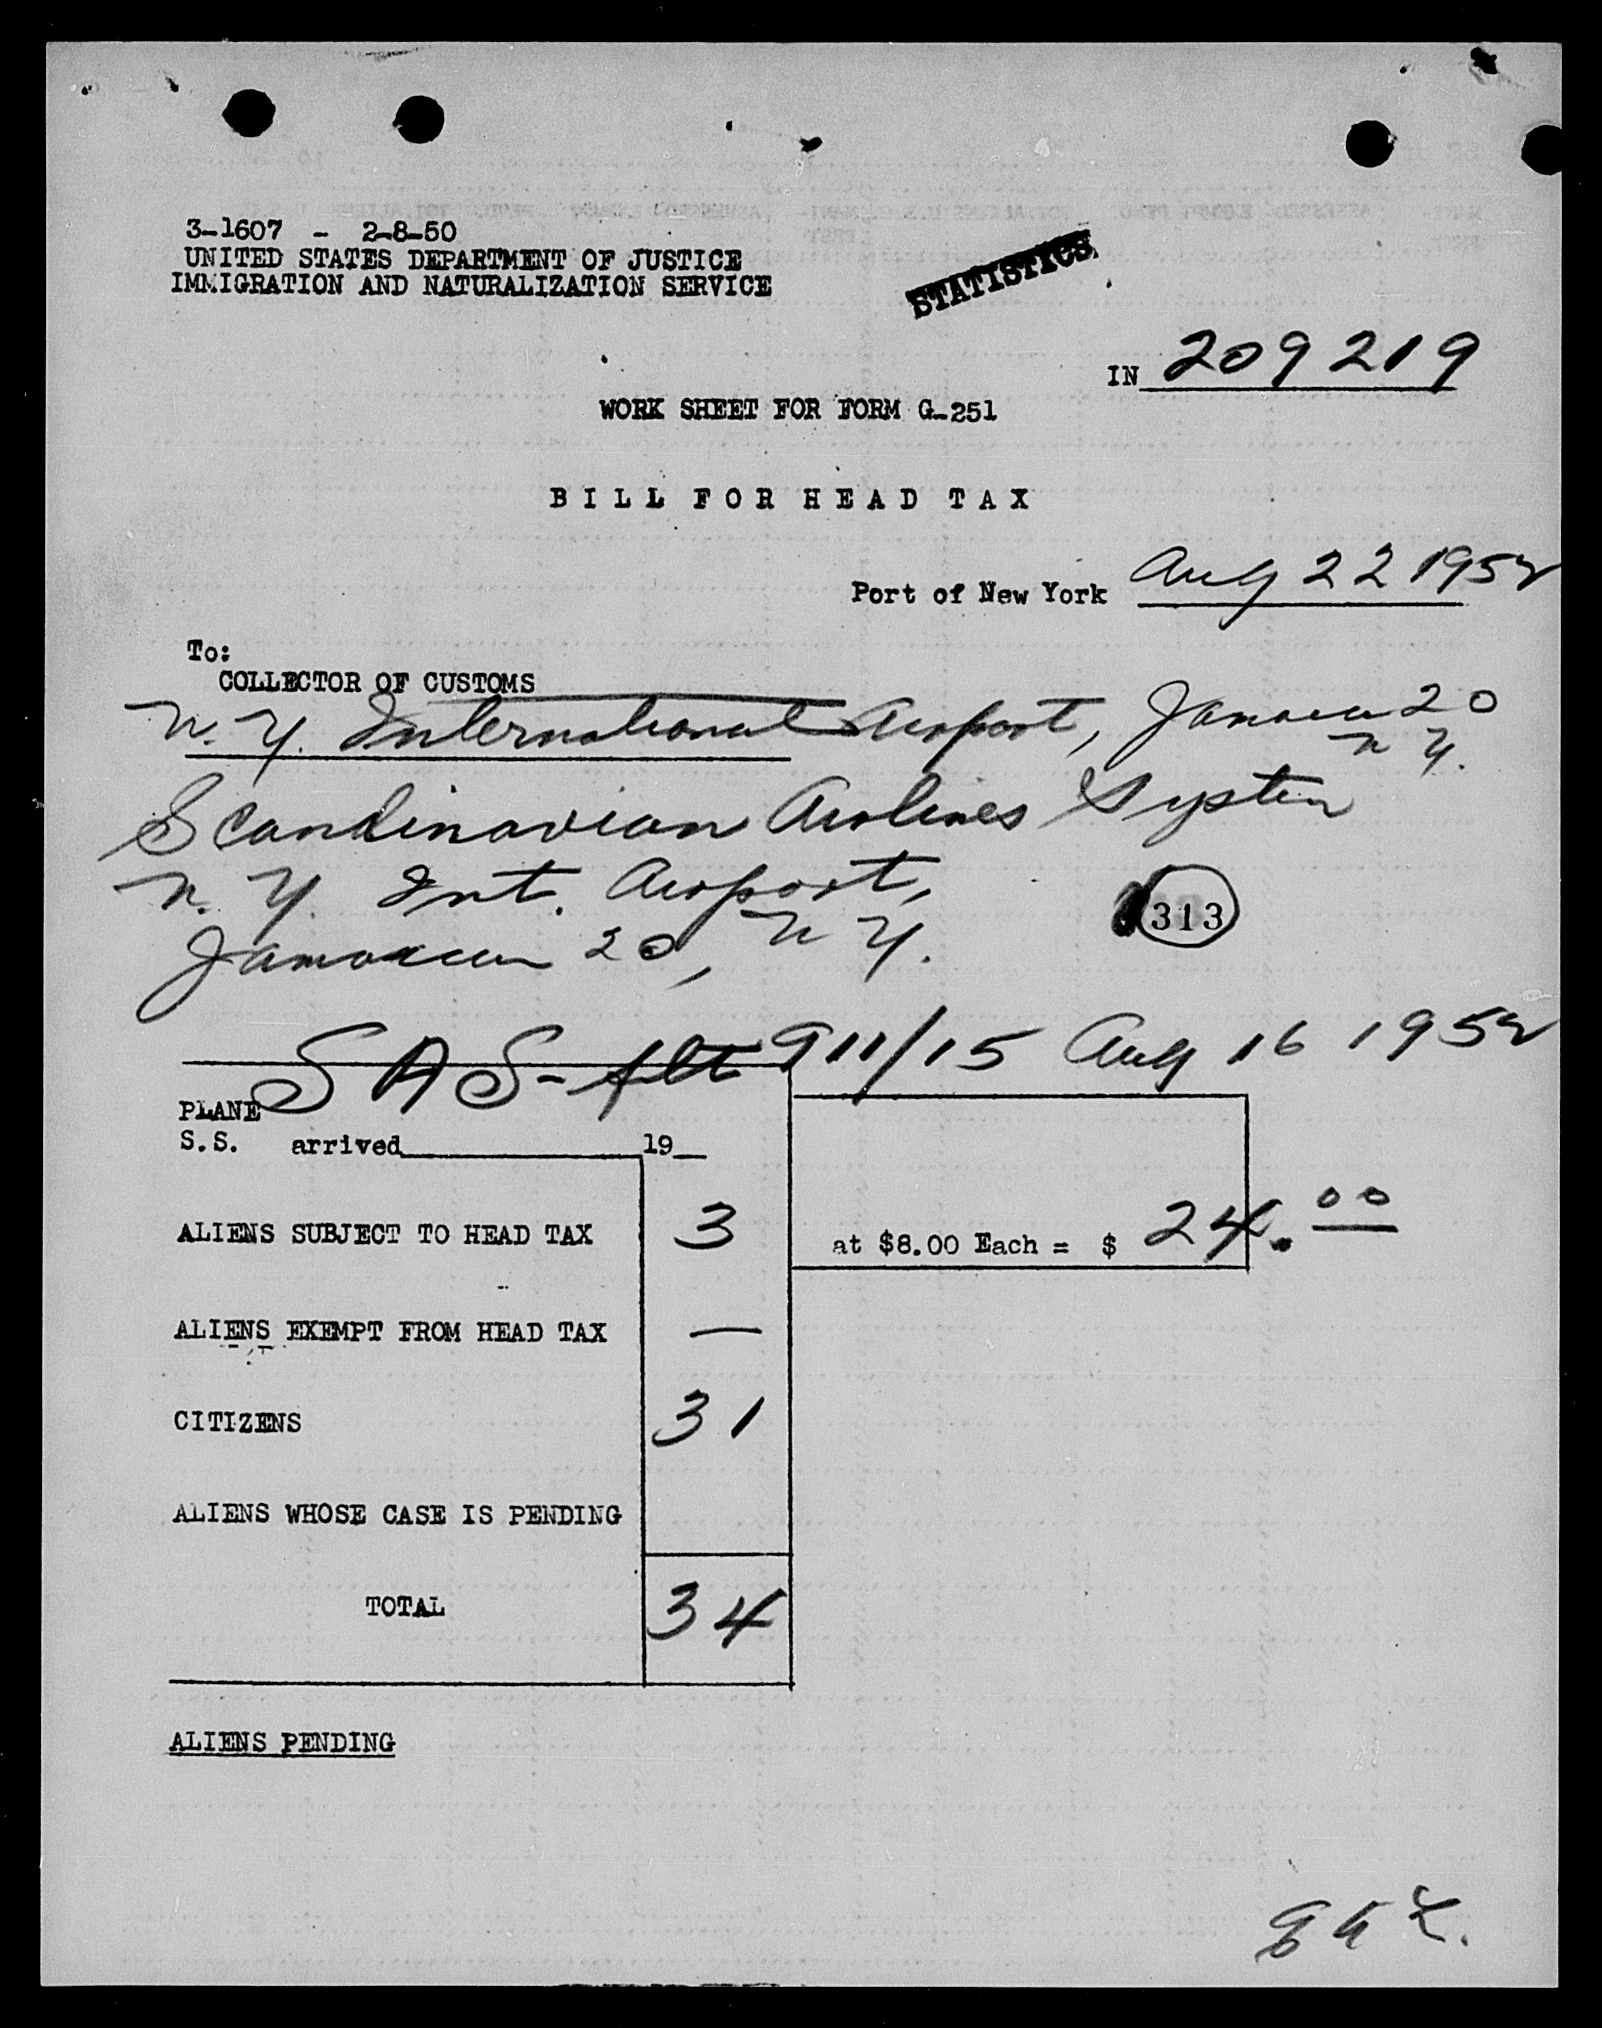 3-1607 - 2-8-50
UNITED STATES DEPARTMENT OF JUSTICE
IMMIGRATION AND NATURALIZATION SERVICE
STATISTICS
IN 209219
WORK SHEET FOR FORM G-251
BILL FOR HEAD TAX
Port of New York Aug 22 1952
To:
COLLECTOR OF CUSTOMS
N.Y. International Airport, Jamaica 20
N Y.
Scandinavian Airlines System
N.Y. Int. Airport,
Jamaica 20, N Y.
313
SAS- flt 911/15 Aug 16 1952
PLANE
S.S. arrived 19
ALIENS SUBJECT TO HEAD TAX 3 at $8.00 Each = $ 24.00
ALIENS EXEMPT FROM HEAD TAX —
CITIZENS 31
ALIENS WHOSE CASE IS PENDING
TOTAL 34
ALIENS PENDING